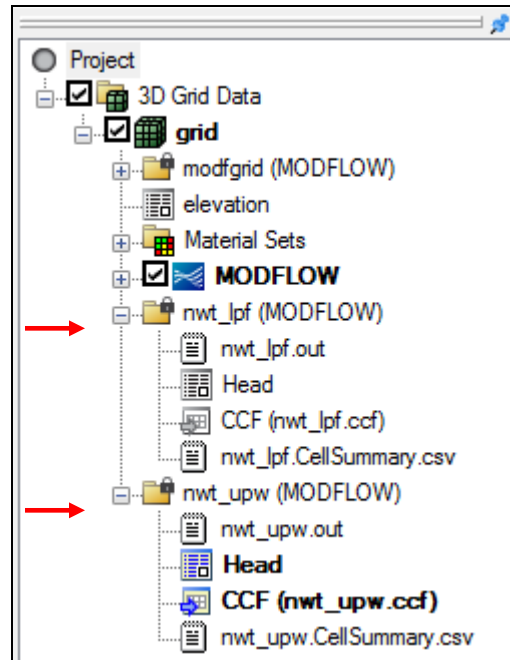 Project
3D Grid Data
grid
modfgrid (MODFLOW)
elevation
Material Sets
MODFLOW
nwt_lpf (MODFLOW)
nwt_lpf.out
Head
CCF (nwt_lpf.ccf)
nwt_lpf.CellSummary.csv
nwt_upw (MODFLOW)
nwt_upw.out
Head
CCF (nwt_upw.ccf)
nwt_upw.CellSummary.csv